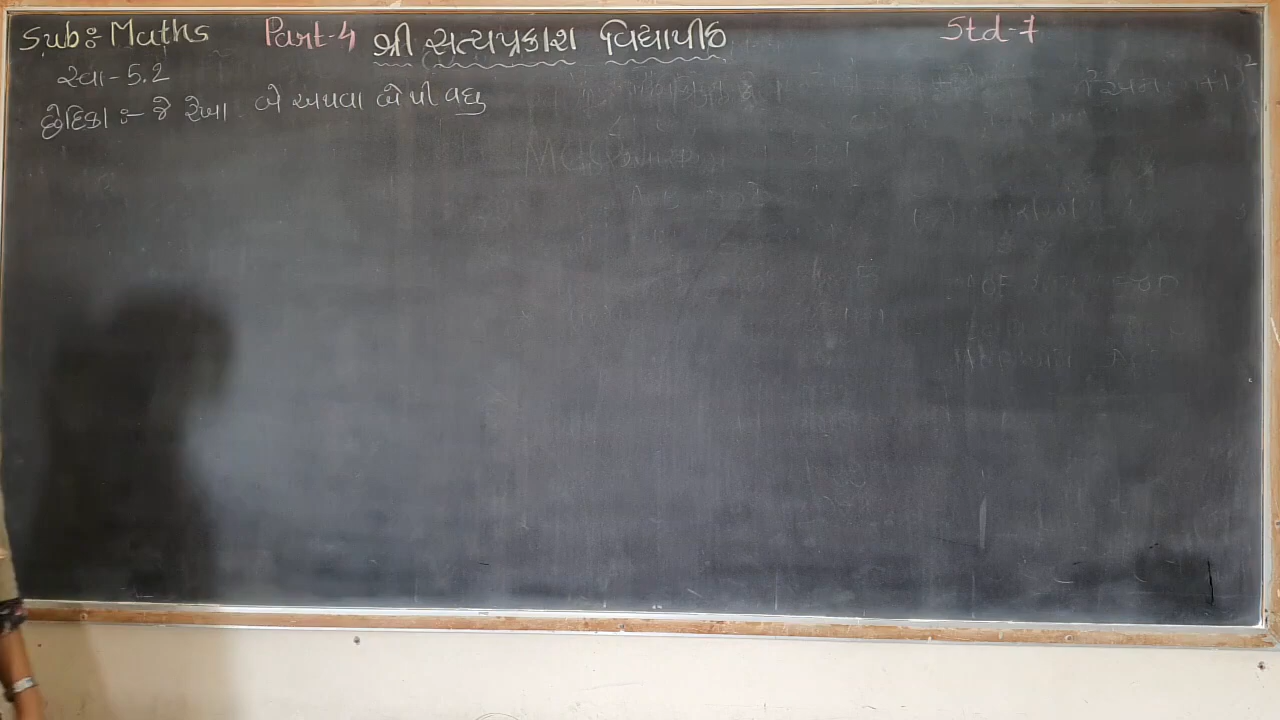 Sub: Maths Part-4 શ્રી સત્યપ્રકાશ વિદ્યાપીઠ Std-7
સ્વા-5.2
છેદિકા :- જે રેખા બે અથવા બે થી વધુ